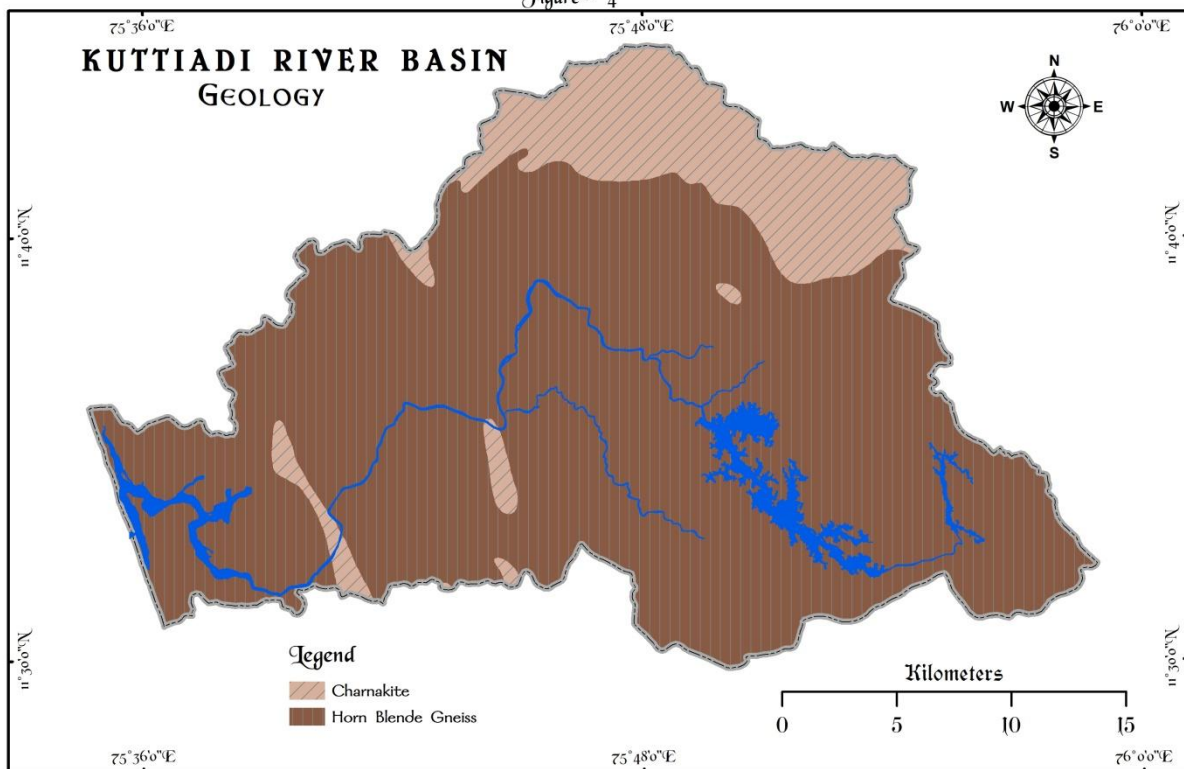 75°36'0"E 75°48'0"E 76°0'0"E
KUTTIADI RIVER BASIN
GEOLOGY
N
W E
S
11°40'0"N 11°40'0"N
11°30'0"N 11°30'0"N
Legend
Charnakite
Horn Blende Gneiss
Kilometers
0 5 10 15
75°36'0"E 75°48'0"E 76°0'0"E